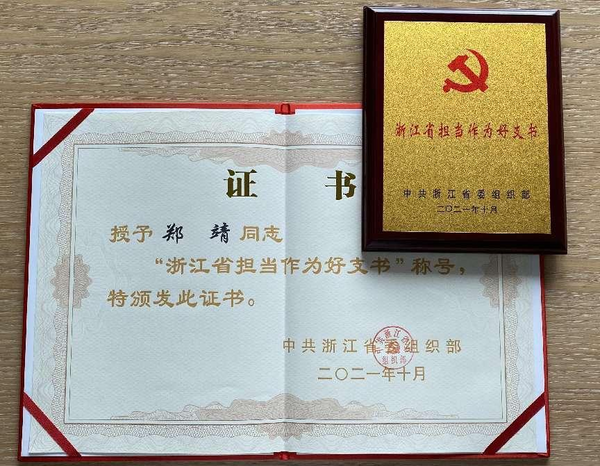 浙江省担当作为好支书
中共浙江省委组织部
二〇二一年十月
证 书
授予 郑 靖 同志
“浙江省担当作为好支书”称号，
特颁发此证书。
中共浙江省委组织部
二〇二一年十月
组织部